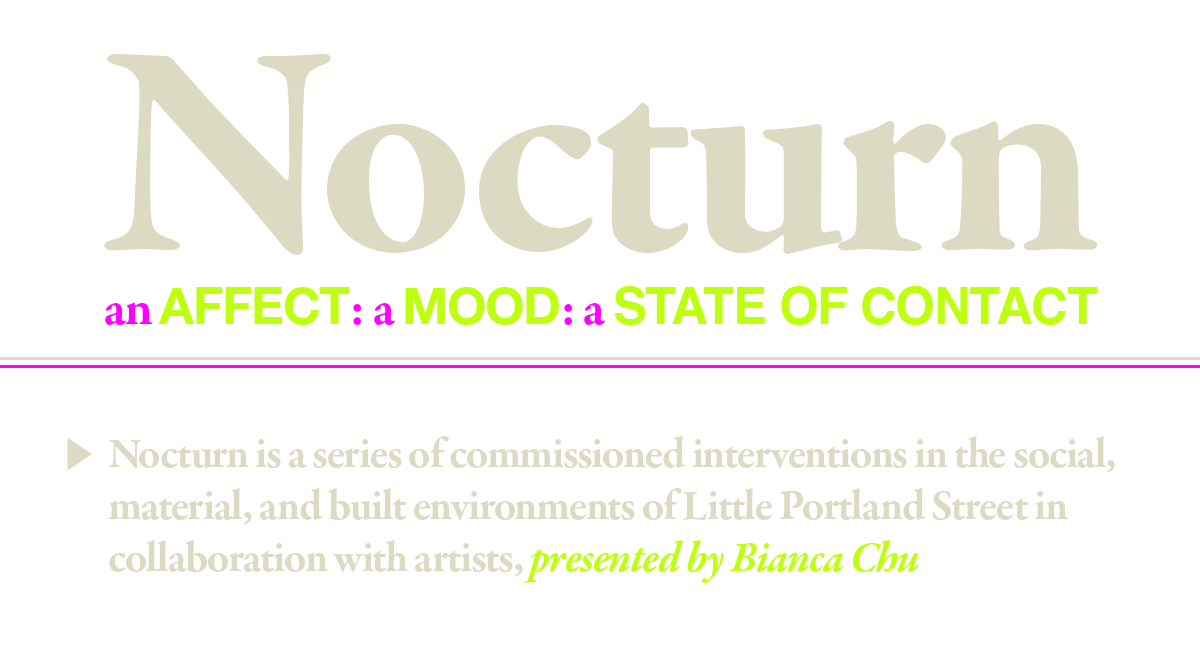 Nocturn
an AFFECT: a MOOD: a STATE OF CONTACT
Nocturn is a series of commissioned interventions in the social,
material, and built environments of Little Portland Street in
collaboration with artists, presented by Bianca Chu